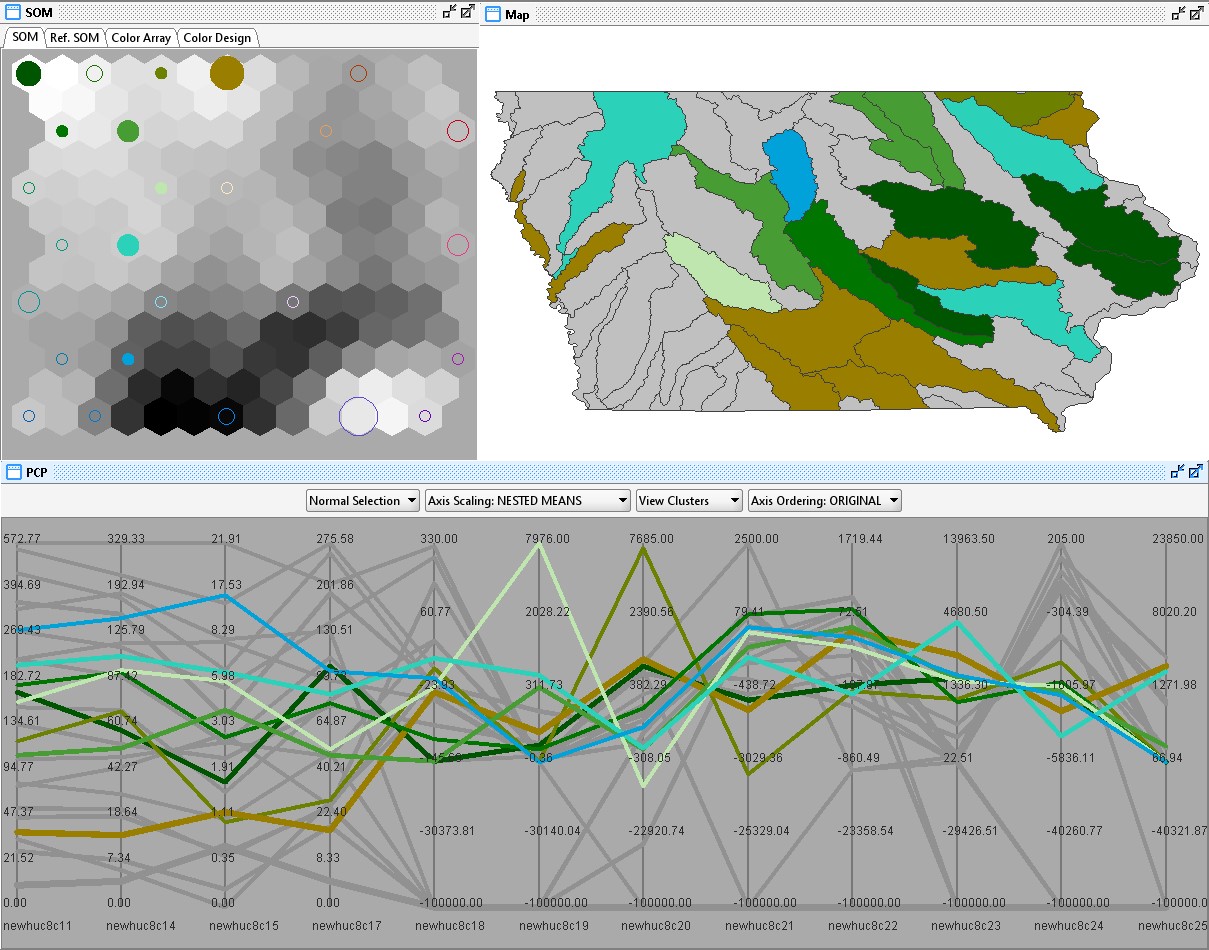 SOM
Map
SOM Ref. SOM Color Array Color Design
PCP
Normal Selection Axis Scaling: NESTED MEANS View Clusters Axis Ordering: ORIGINAL
572.77 329.33 21.91 275.58 330.00 7976.00 7685.00 2500.00 1719.44 13963.50 205.00 23850.00
394.69 192.94 17.53 201.86
60.77 2028.22 2390.56 79.41 72.51 4680.50 -304.39 8020.20
269.43 125.79 8.29 130.51
182.72 87.42 5.98 89.73
23.93 311.73 382.29 -438.72 -197.97 1336.30 -1605.97 1271.98
134.61 60.74 3.03 64.87
-0.36 -308.05 -3029.36 -860.49 22.51 -5836.11 66.94
94.77 42.27 1.91 40.21
47.37 18.64 1.11 22.40
-30373.81 -30140.04 -22920.74 -25329.04 -23358.54 -29426.51 -40260.77 -40321.87
21.52 7.34 0.35 8.33
0.00 0.00 0.00 0.00 -100000.00 -100000.00 -100000.00 -100000.00 -100000.00 -100000.00 -100000.00 -100000.0
newhuc8c11 newhuc8c14 newhuc8c15 newhuc8c17 newhuc8c18 newhuc8c19 newhuc8c20 newhuc8c21 newhuc8c22 newhuc8c23 newhuc8c24 newhuc8c25